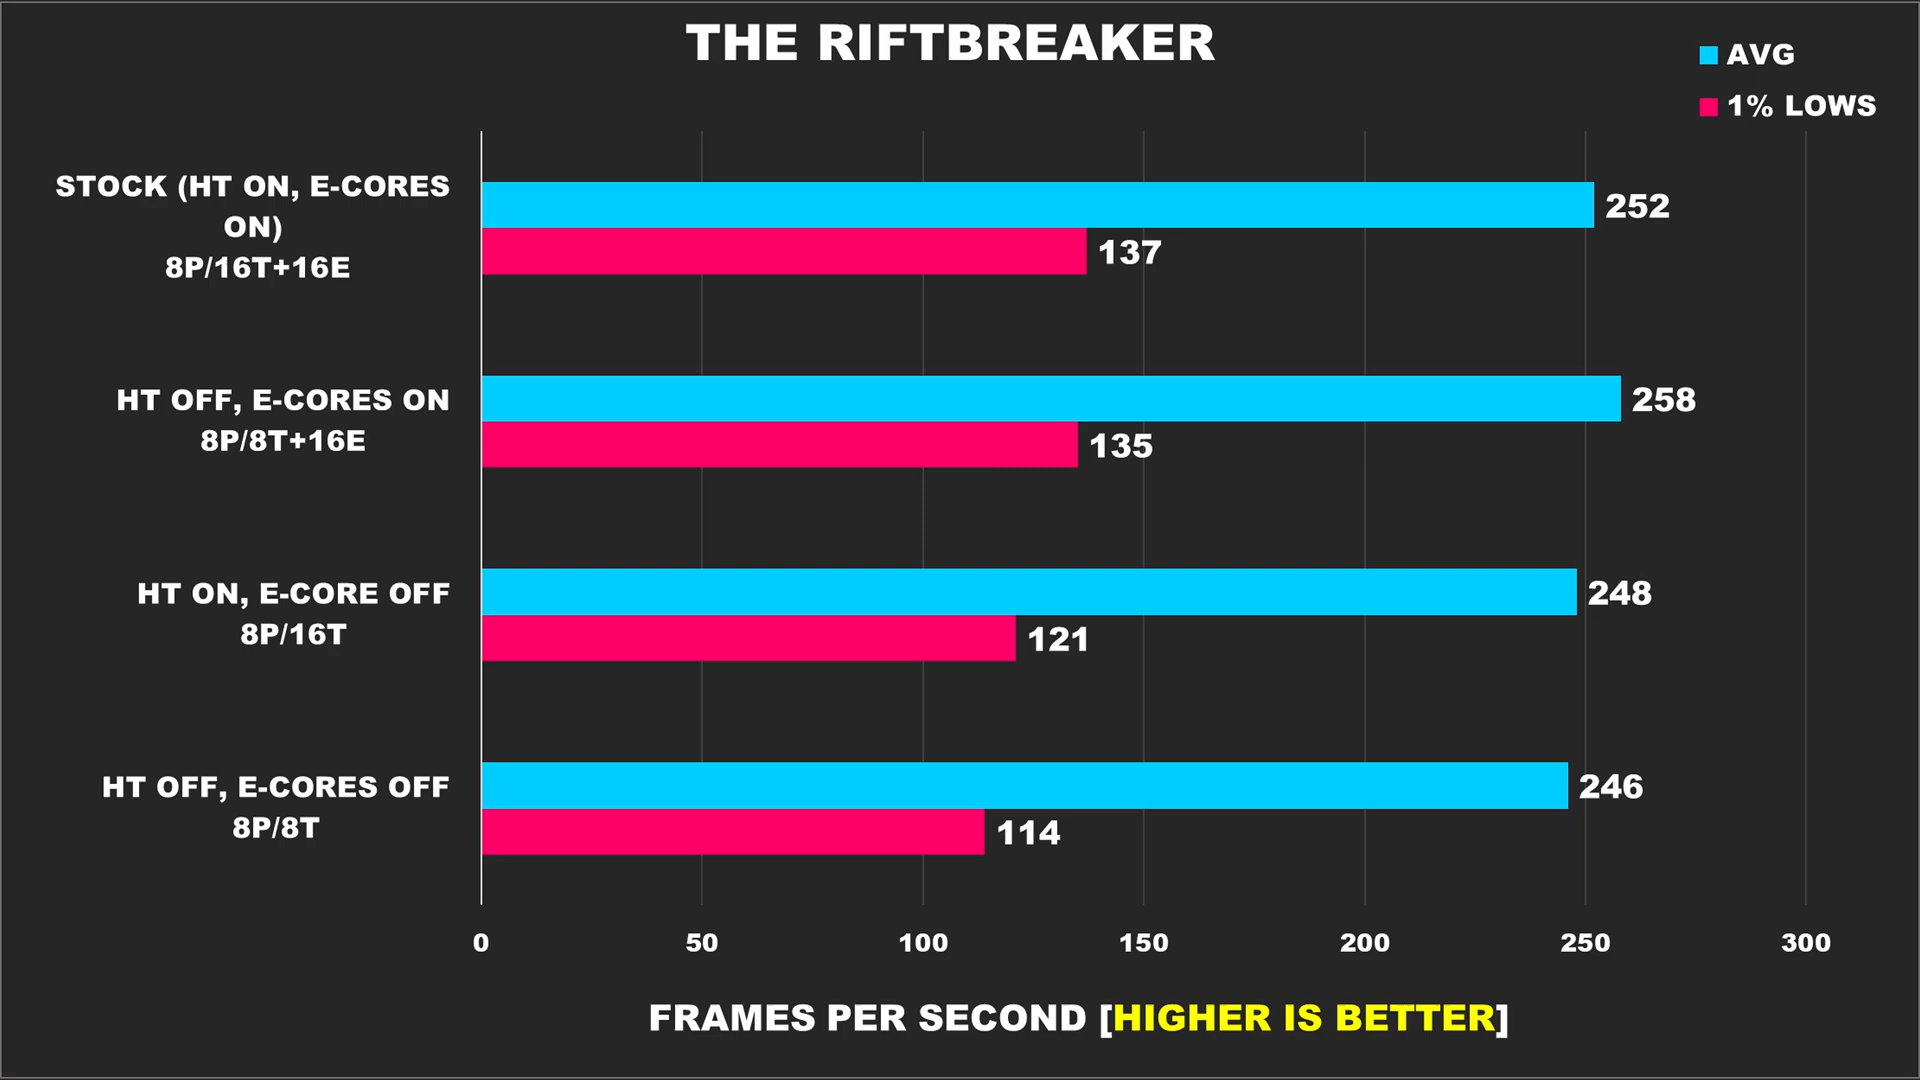 THE RIFTBREAKER
AVG
1% LOWS
STOCK (HT ON, E-CORES
ON)
8P/16T+16E
252
137
HT OFF, E-CORES ON
8P/8T+16E
258
135
HT ON, E-CORE OFF
8P/16T
248
121
HT OFF, E-CORES OFF
8P/8T
246
114
0 50 100 150 200 250 300
FRAMES PER SECOND [HIGHER IS BETTER]